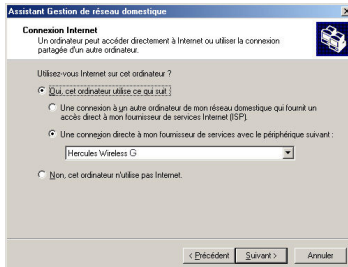 Assistant Gestion de réseau domestique
Connexion Internet
Un ordinateur peut accéder directement à Internet ou utiliser la connexion
partagée d'un autre ordinateur.
Utilisez-vous Internet sur cet ordinateur ?
Oui, cet ordinateur utilise ce qui suit :
Une connexion à un autre ordinateur de mon réseau domestique qui fournit un
accès direct à mon fournisseur de services Internet (ISP).
Une connexion directe à mon fournisseur de services avec le périphérique suivant :
Hercules Wireless G
Non, cet ordinateur n'utilise pas Internet.
< Précédent Suivant > Annuler